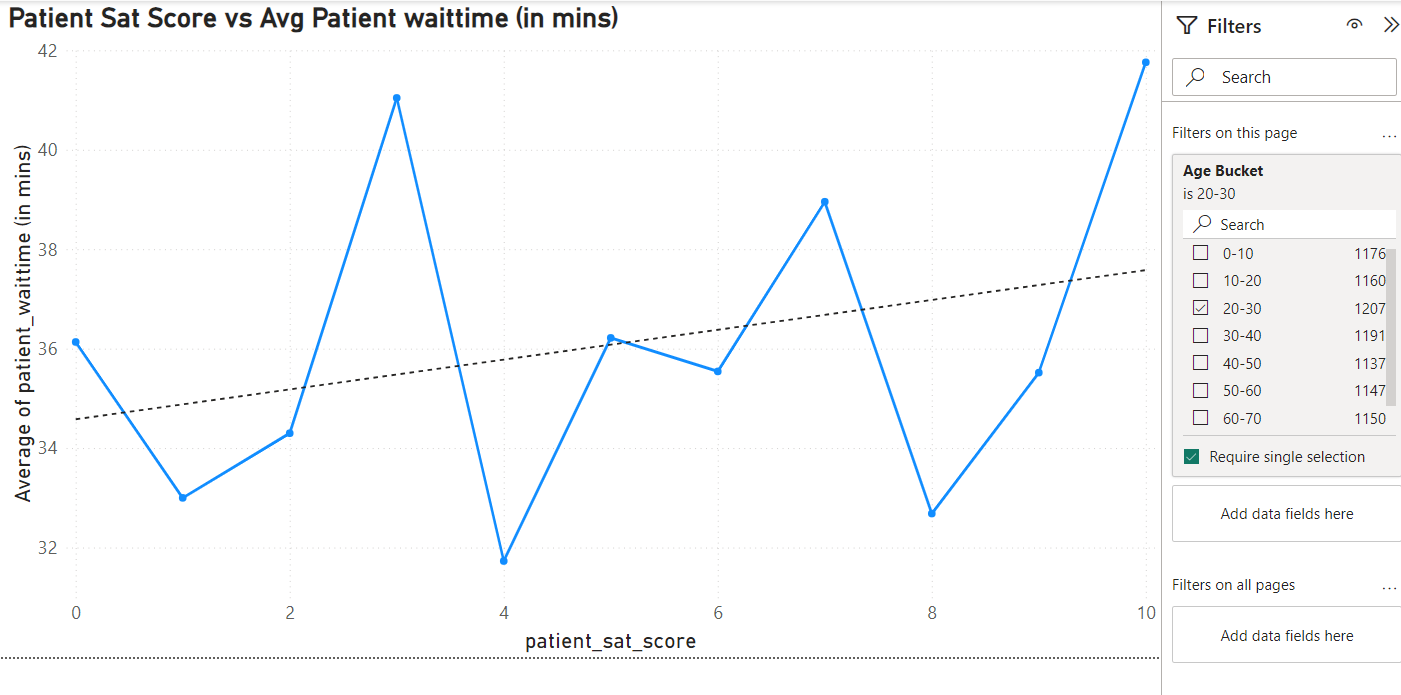 Patient Sat Score vs Avg Patient waittime (in mins)
Average of patient_waittime (in mins)
42
40
38
36
34
32
0 2 4 6 8 10
patient_sat_score
Filters
Search
Filters on this page ...
Age Bucket
is 20-30
Search
0-10 1176
10-20 1160
20-30 1207
30-40 1191
40-50 1137
50-60 1147
60-70 1150
Require single selection
Add data fields here
Filters on all pages ...
Add data fields here